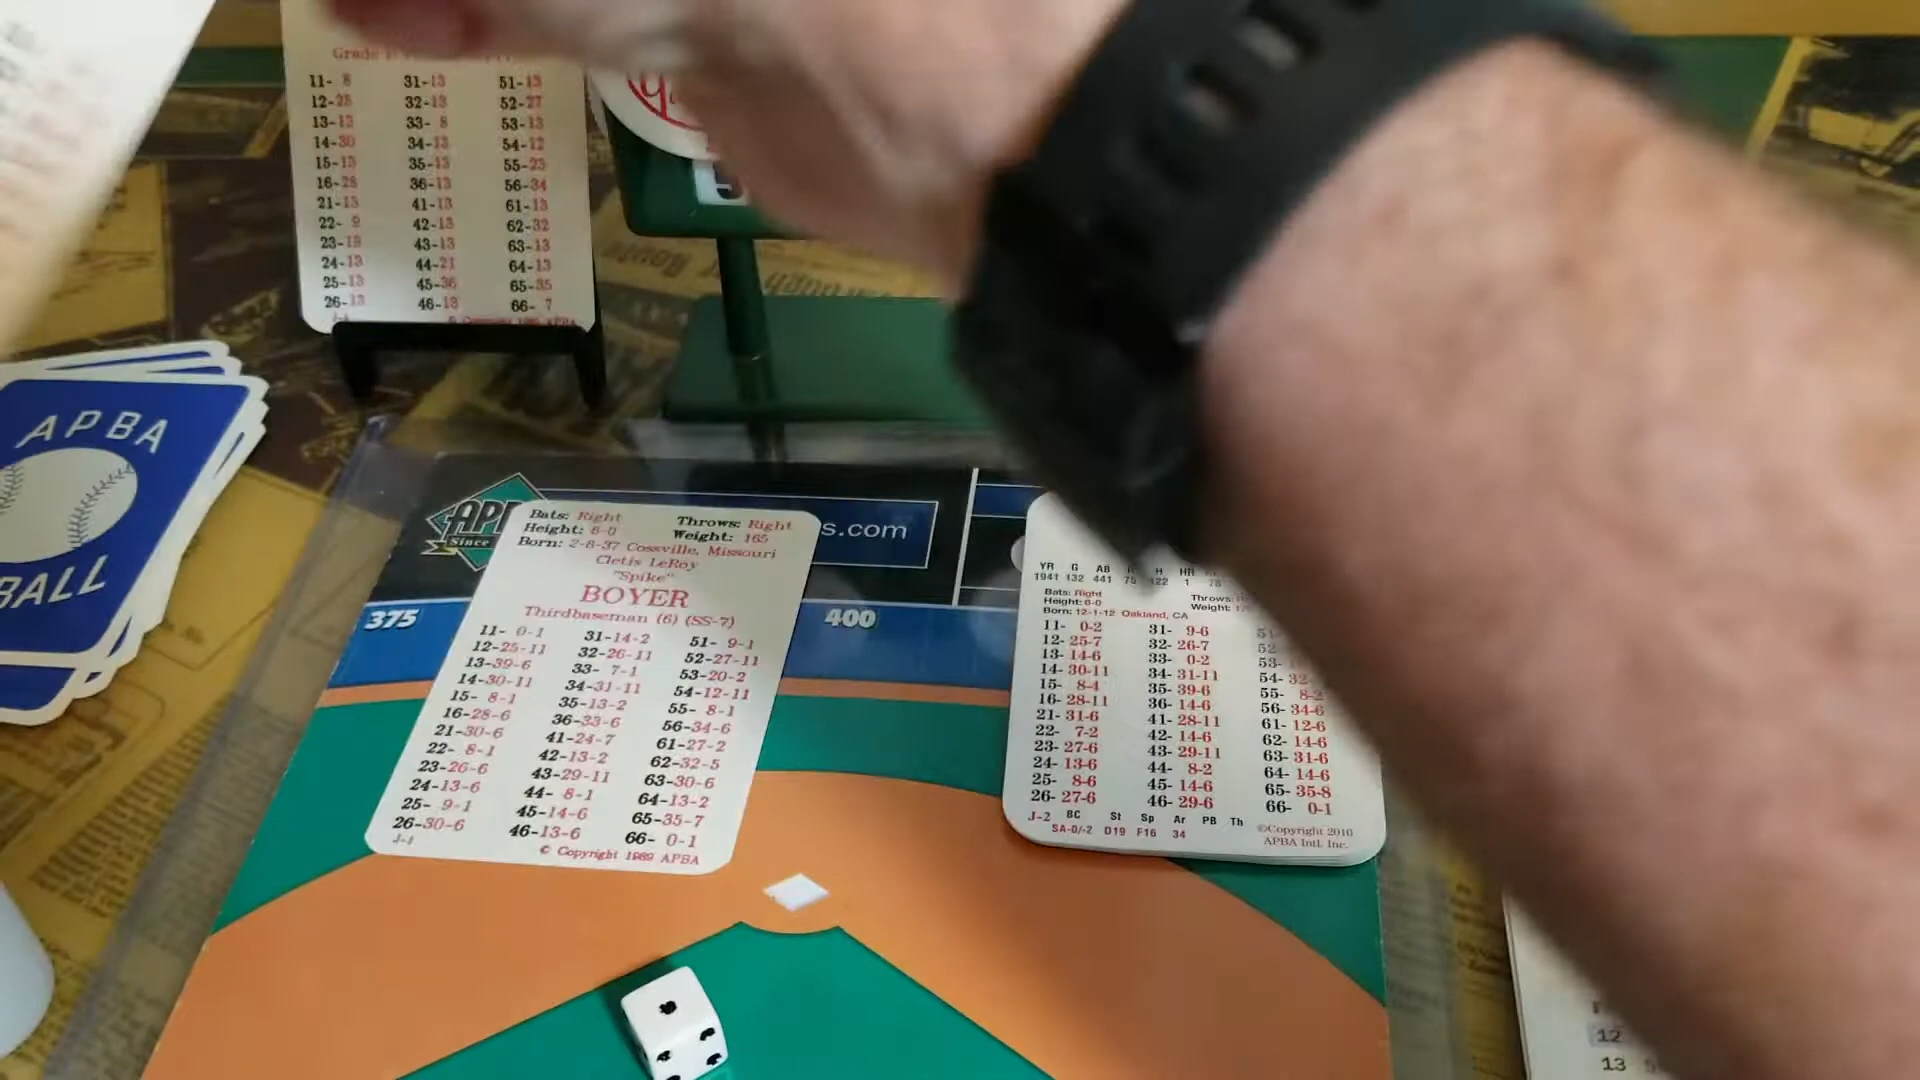 11- 8 31-13 51-13
12-28 32-13 52-27
13-13 33- 8 53-13
14-30 34-13 54-12
15-13 35-13 55-23
16-28 36-13 56-34
21-13 41-13 61-13
22- 9 42-13 62-32
23-13 43-13 63-13
24-13 44-21 64-13
25-13 45-36 65-35
26-13 46-13 66- 7
APBA
BALL
Since
s.com
375
400
Bats: Right Throws: Right
Height: 6-0 Weight: 165
Born: 2-8-37 Cossville, Missouri
Cletis LeRoy
"Spike"
BOYER
Thirdbaseman (6) (SS-7)
11- 0-1 31-14-2 51- 9-1
12-25-11 32-26-11 52-27-11
13-39-6 33- 7-1 53-20-2
14-30-11 34-31-11 54-12-11
15- 8-1 35-13-2 55- 8-1
16-28-6 36-33-6 56-34-6
21-30-6 41-24-7 61-27-2
22- 8-1 42-13-2 62-32-5
23-26-6 43-29-11 63-30-6
24-13-6 44- 8-1 64-13-2
25- 9-1 45-14-6 65-35-7
26-30-6 46-13-6 66- 0-1
J-1
© Copyright 1989 APBA
YR G AB H HR
1941 132 441 75 122 1 78
Bats: Right Throws:
Height: 6-0 Weight:
Born: 12-1-12 Oakland, CA
11- 0-2 31- 9-6
12- 25-7 32- 26-7
13- 14-6 33- 0-2 53-
14- 30-11 34- 31-11 54-
15- 8-4 35- 39-6 55- 8-2
16- 28-11 36- 14-6 56- 34-6
21- 31-6 41- 28-11 61- 12-6
22- 7-2 42- 14-6 62- 14-6
23- 27-6 43- 29-11 63- 31-6
24- 13-6 44- 8-2 64- 14-6
25- 8-6 45- 14-6 65- 35-8
26- 27-6 46- 29-6 66- 0-1
J-2 BC St Sp Ar PB Th
SA-0/-2 D19 F16 34
©Copyright 2010
APBA Intl. Inc.
12
13